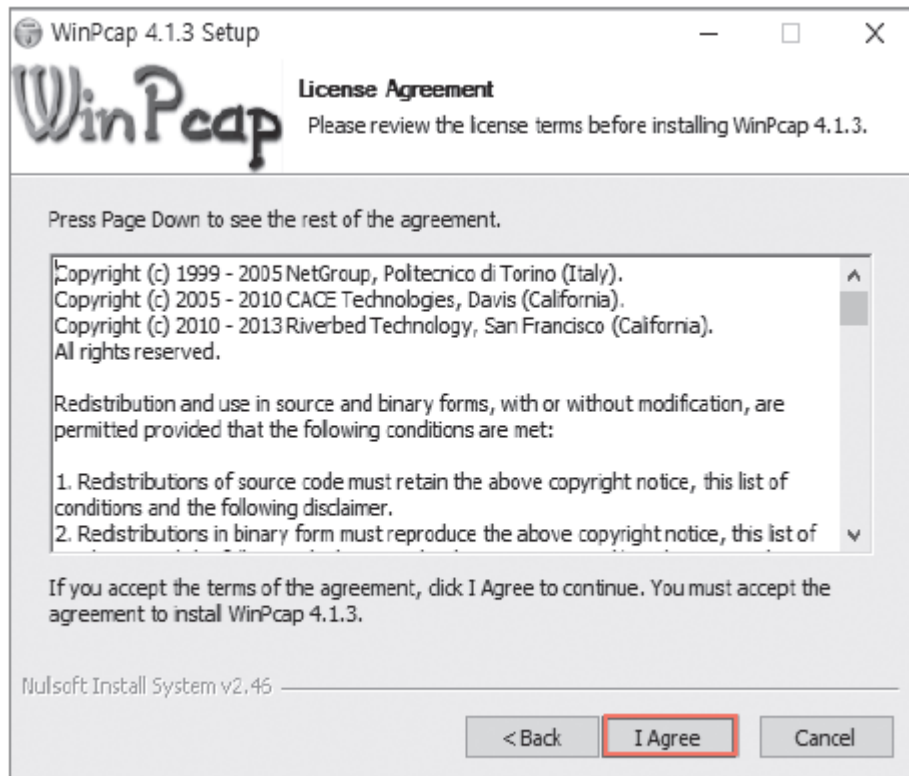 WinPcap 4.1.3 Setup
WinPcap
License Agreement
Please review the license terms before installing WinPcap 4.1.3.
Press Page Down to see the rest of the agreement.
Copyright (c) 1999 - 2005 NetGroup, Politecnico di Torino (Italy).
Copyright (c) 2005 - 2010 CACE Technologies, Davis (California).
Copyright (c) 2010 - 2013 Riverbed Technology, San Francisco (California).
All rights reserved.
Redistribution and use in source and binary forms, with or without modification, are
permitted provided that the following conditions are met:
1. Redistributions of source code must retain the above copyright notice, this list of
conditions and the following disclaimer.
2. Redistributions in binary form must reproduce the above copyright notice, this list of
If you accept the terms of the agreement, click I Agree to continue. You must accept the
agreement to install WinPcap 4.1.3.
Nullsoft Install System v2.46
< Back
I Agree
Cancel